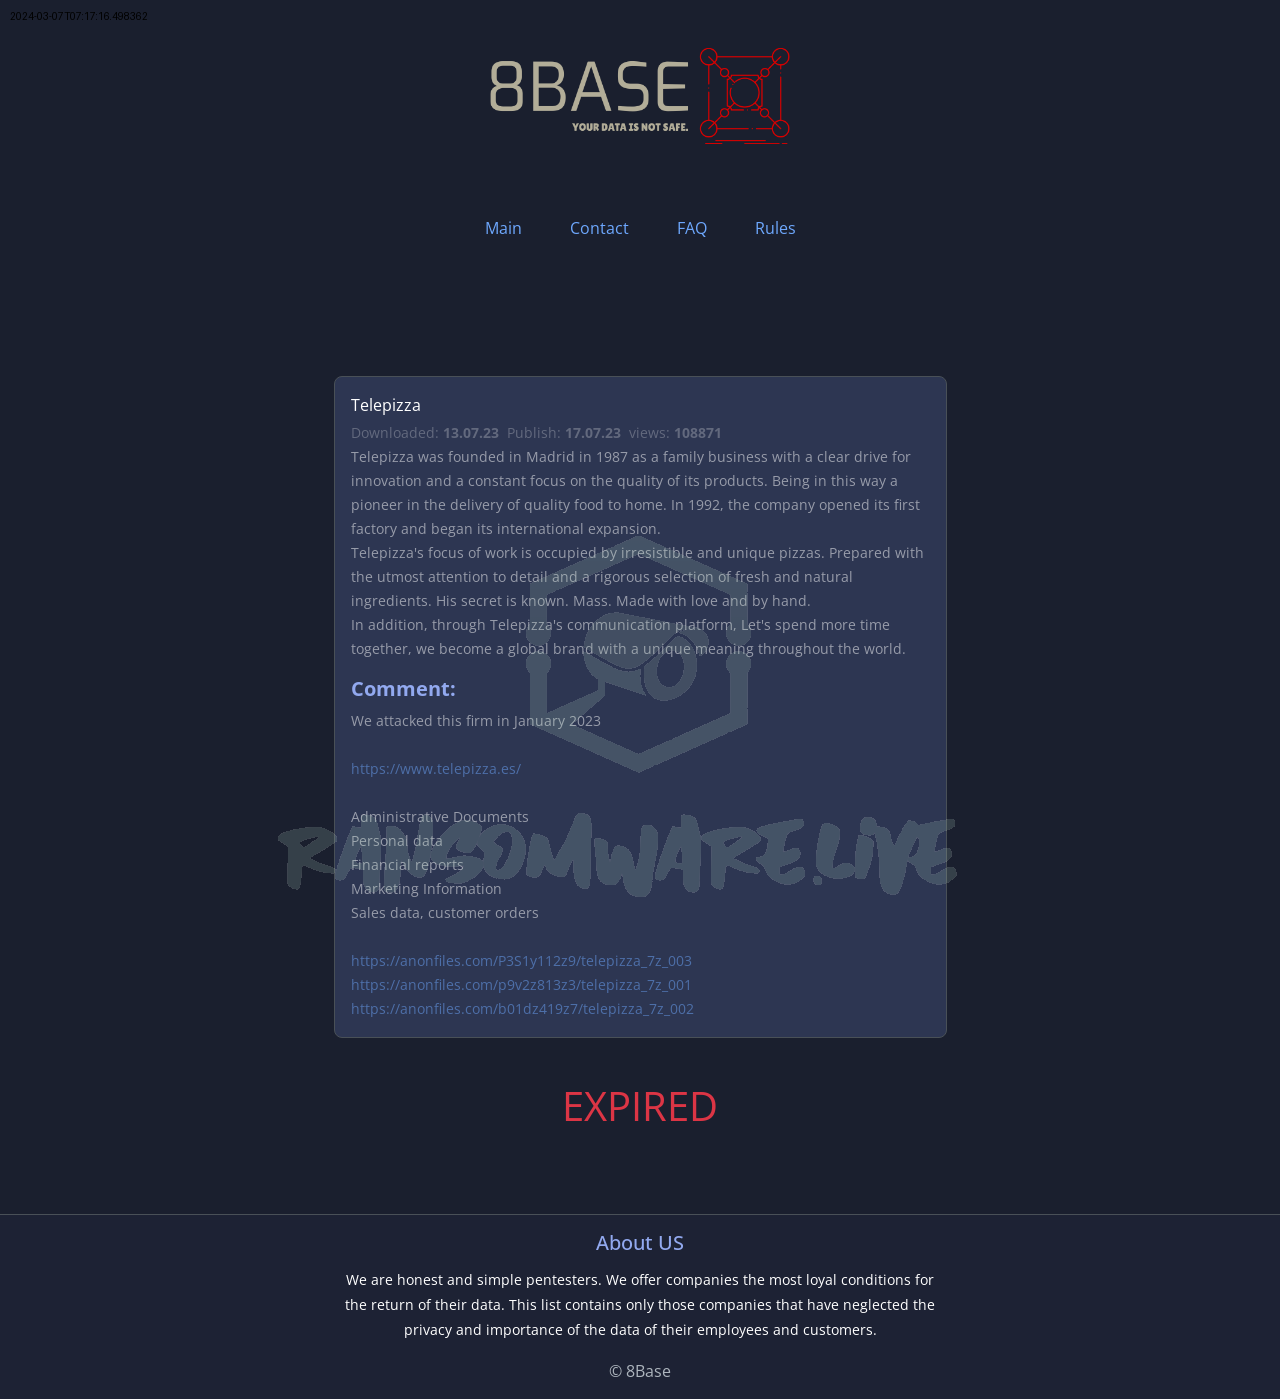 2024-03-07T07:17:16.498362
8BASE
YOUR DATA IS NOT SAFE.
Main Contact FAQ Rules
Telepizza
Downloaded: 13.07.23 Publish: 17.07.23 views: 108871
Telepizza was founded in Madrid in 1987 as a family business with a clear drive for
innovation and a constant focus on the quality of its products. Being in this way a
pioneer in the delivery of quality food to home. In 1992, the company opened its first
factory and began its international expansion.
Telepizza's focus of work is occupied by irresistible and unique pizzas. Prepared with
the utmost attention to detail and a rigorous selection of fresh and natural
ingredients. His secret is known. Mass. Made with love and by hand.
In addition, through Telepizza's communication platform, Let's spend more time
together, we become a global brand with a unique meaning throughout the world.
Comment:
We attacked this firm in January 2023
https://www.telepizza.es/
Administrative Documents
Personal data
RANSOMWARE.LIVE
Financial reports
Marketing Information
Sales data, customer orders
https://anonfiles.com/P3S1y112z9/telepizza_7z_003
https://anonfiles.com/p9v2z813z3/telepizza_7z_001
https://anonfiles.com/b01dz419z7/telepizza_7z_002
EXPIRED
About US
We are honest and simple pentesters. We offer companies the most loyal conditions for
the return of their data. This list contains only those companies that have neglected the
privacy and importance of the data of their employees and customers.
© 8Base